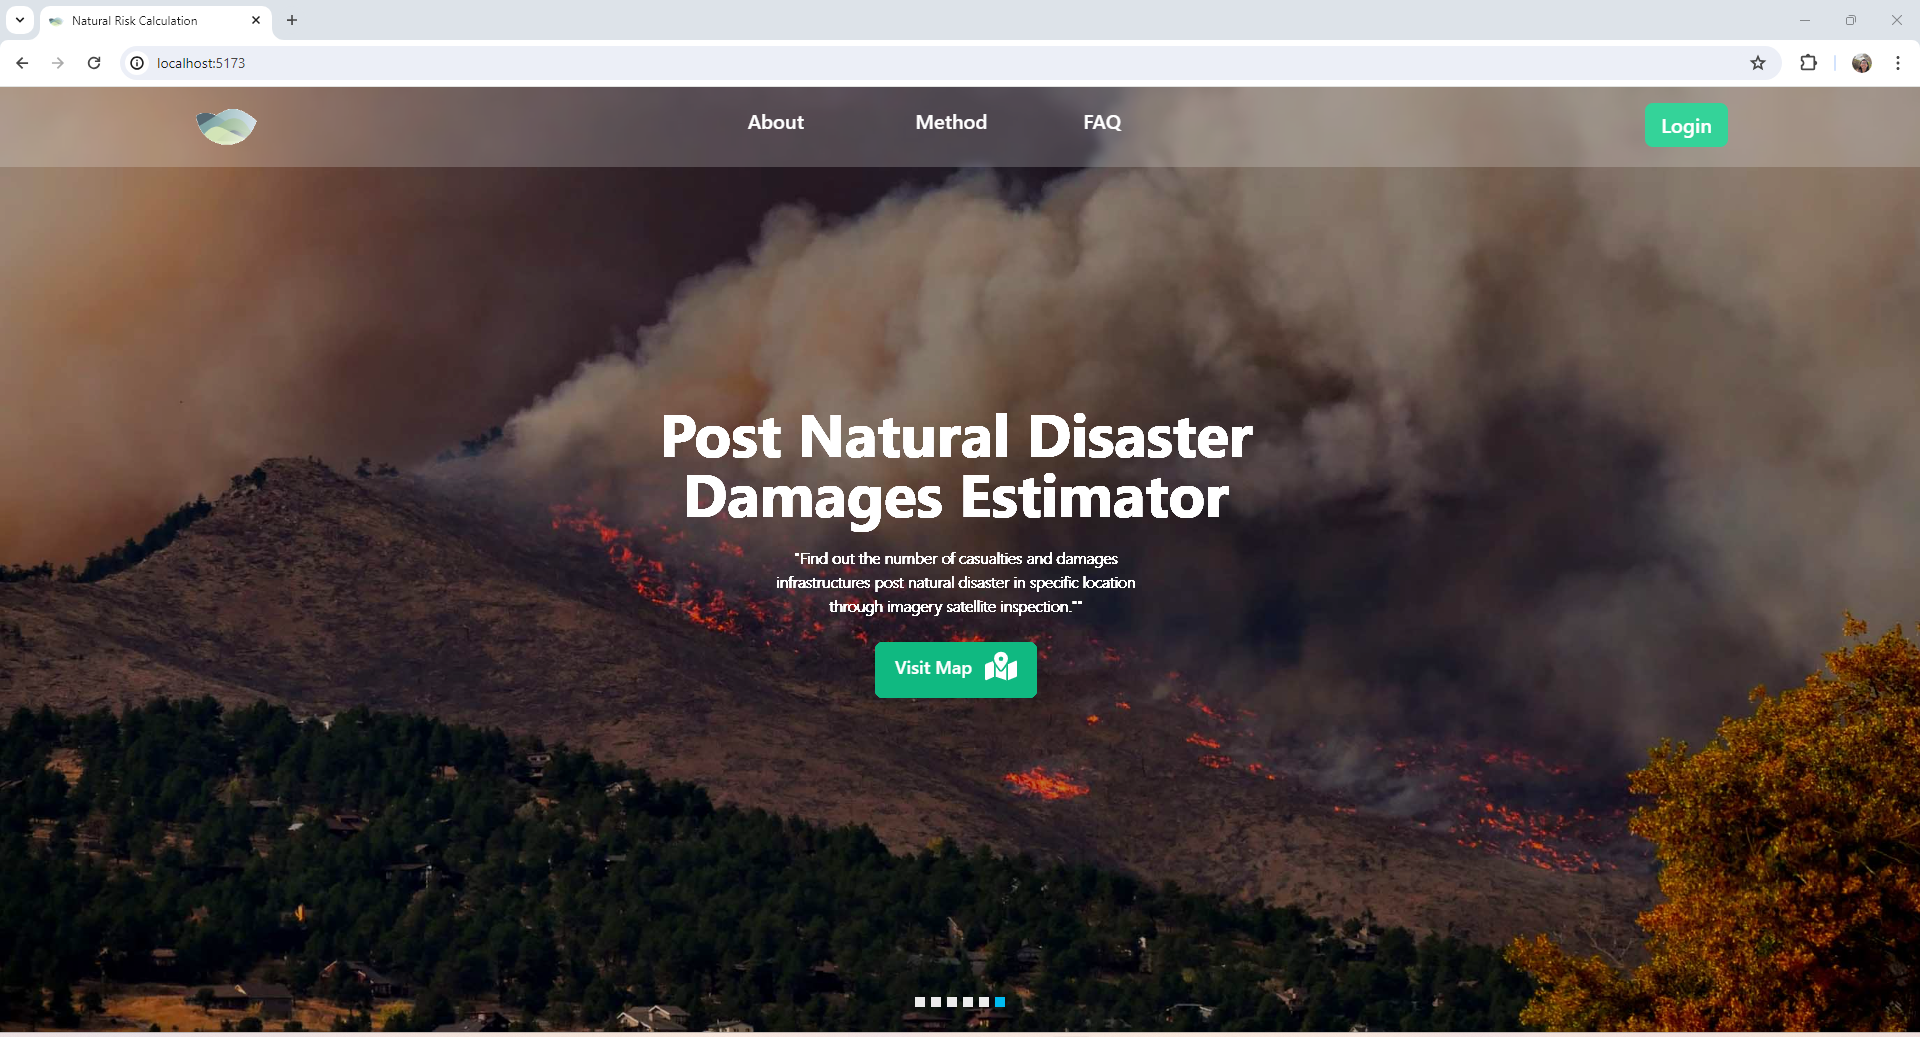 Natural Risk Calculation
localhost:5173
About Method FAQ Login
Post Natural Disaster
Damages Estimator
"Find out the number of casualties and damages
infrastructures post natural disaster in specific location
through imagery satellite inspection.""
Visit Map